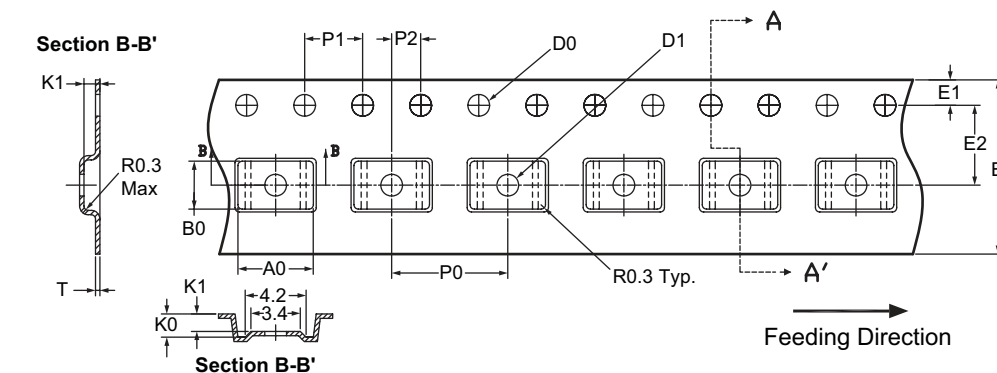 Section B-B'
P1
P2
D0
D1
A
K1
E1
E2
B
B
R0.3
Max
B0
A0
P0
R0.3 Typ.
A'
T
K1
K0
4.2
3.4
Section B-B'
Feeding Direction